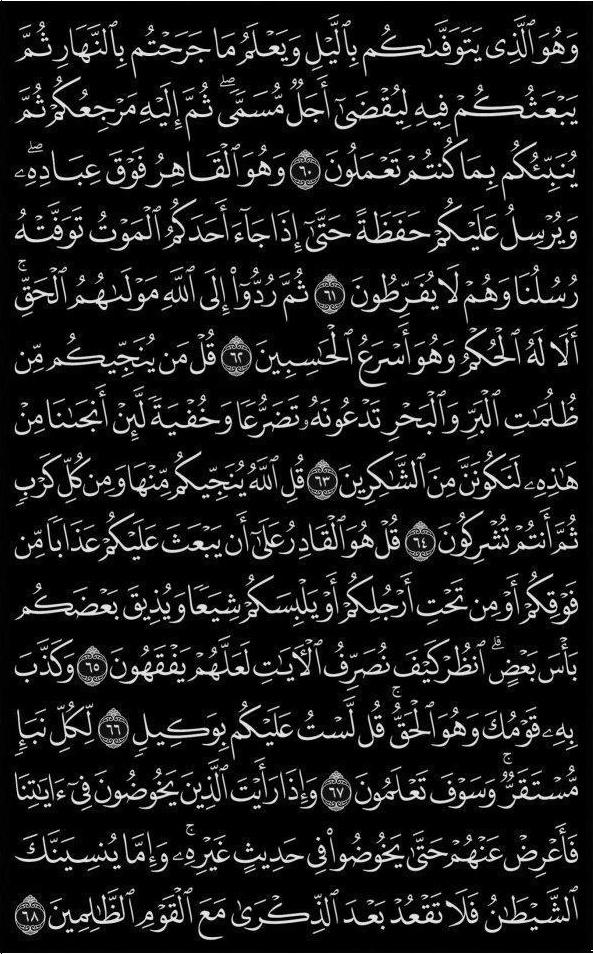 وَهُوَ ٱلَّذِى يَتَوَفَّىٰكُم بِٱلَّيْلِ وَيَعْلَمُ مَا جَرَحْتُم بِٱلنَّهَارِ ثُمَّ
يَبْعَثُكُمْ فِيهِ لِيُقْضَىٰٓ أَجَلٌ مُّسَمًّى ۖ ثُمَّ إِلَيْهِ مَرْجِعُكُمْ ثُمَّ
يُنَبِّئُكُم بِمَا كُنتُمْ تَعْمَلُونَ ٦٠ وَهُوَ ٱلْقَاهِرُ فَوْقَ عِبَادِهِۦ ۖ
وَيُرْسِلُ عَلَيْكُمْ حَفَظَةً حَتَّىٰٓ إِذَا جَآءَ أَحَدَكُمُ ٱلْمَوْتُ تَوَفَّتْهُ
رُسُلُنَا وَهُمْ لَا يُفَرِّطُونَ ٦١ ثُمَّ رُدُّوٓا۟ إِلَى ٱللَّهِ مَوْلَىٰهُمُ ٱلْحَقِّ ۚ
أَلَا لَهُ ٱلْحُكْمُ وَهُوَ أَسْرَعُ ٱلْحَـٰسِبِينَ ٦٢ قُلْ مَن يُنَجِّيكُم مِّن
ظُلُمَـٰتِ ٱلْبَرِّ وَٱلْبَحْرِ تَدْعُونَهُۥ تَضَرُّعًا وَخُفْيَةً لَّئِنْ أَنجَىٰنَا مِنْ
هَـٰذِهِۦ لَنَكُونَنَّ مِنَ ٱلشَّـٰكِرِينَ ٦٣ قُلِ ٱللَّهُ يُنَجِّيكُم مِّنْهَا وَمِن كُلِّ كَرْبٍ
ثُمَّ أَنتُمْ تُشْرِكُونَ ٦٤ قُلْ هُوَ ٱلْقَادِرُ عَلَىٰٓ أَن يَبْعَثَ عَلَيْكُمْ عَذَابًا مِّن
فَوْقِكُمْ أَوْ مِن تَحْتِ أَرْجُلِكُمْ أَوْ يَلْبِسَكُمْ شِيَعًا وَيُذِيقَ بَعْضَكُم
بَأْسَ بَعْضٍ ۗ ٱنظُرْ كَيْفَ نُصَرِّفُ ٱلْـَٔايَـٰتِ لَعَلَّهُمْ يَفْقَهُونَ ٦٥ وَكَذَّبَ
بِهِۦ قَوْمُكَ وَهُوَ ٱلْحَقُّ ۚ قُل لَّسْتُ عَلَيْكُم بِوَكِيلٍ ٦٦ لِّكُلِّ نَبَإٍ
مُّسْتَقَرٌّ ۚ وَسَوْفَ تَعْلَمُونَ ٦٧ وَإِذَا رَأَيْتَ ٱلَّذِينَ يَخُوضُونَ فِىٓ ءَايَـٰتِنَا
فَأَعْرِضْ عَنْهُمْ حَتَّىٰ يَخُوضُوا۟ فِى حَدِيثٍ غَيْرِهِۦ ۚ وَإِمَّا يُنسِيَنَّكَ
ٱلشَّيْطَـٰنُ فَلَا تَقْعُدْ بَعْدَ ٱلذِّكْرَىٰ مَعَ ٱلْقَوْمِ ٱلظَّـٰلِمِينَ ٦٨